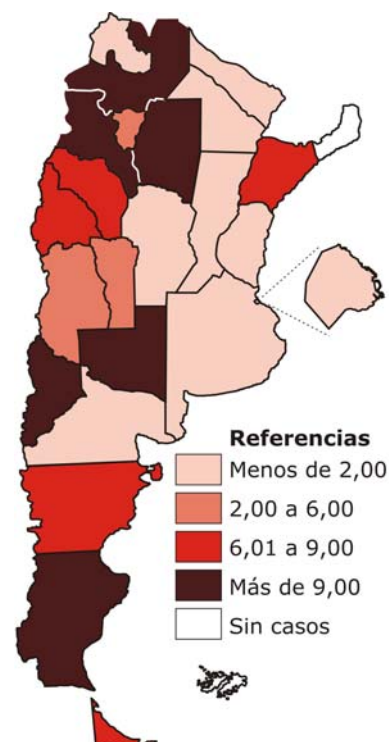 Referencias
Menos de 2,00
2,00 a 6,00
6,01 a 9,00
Más de 9,00
Sin casos